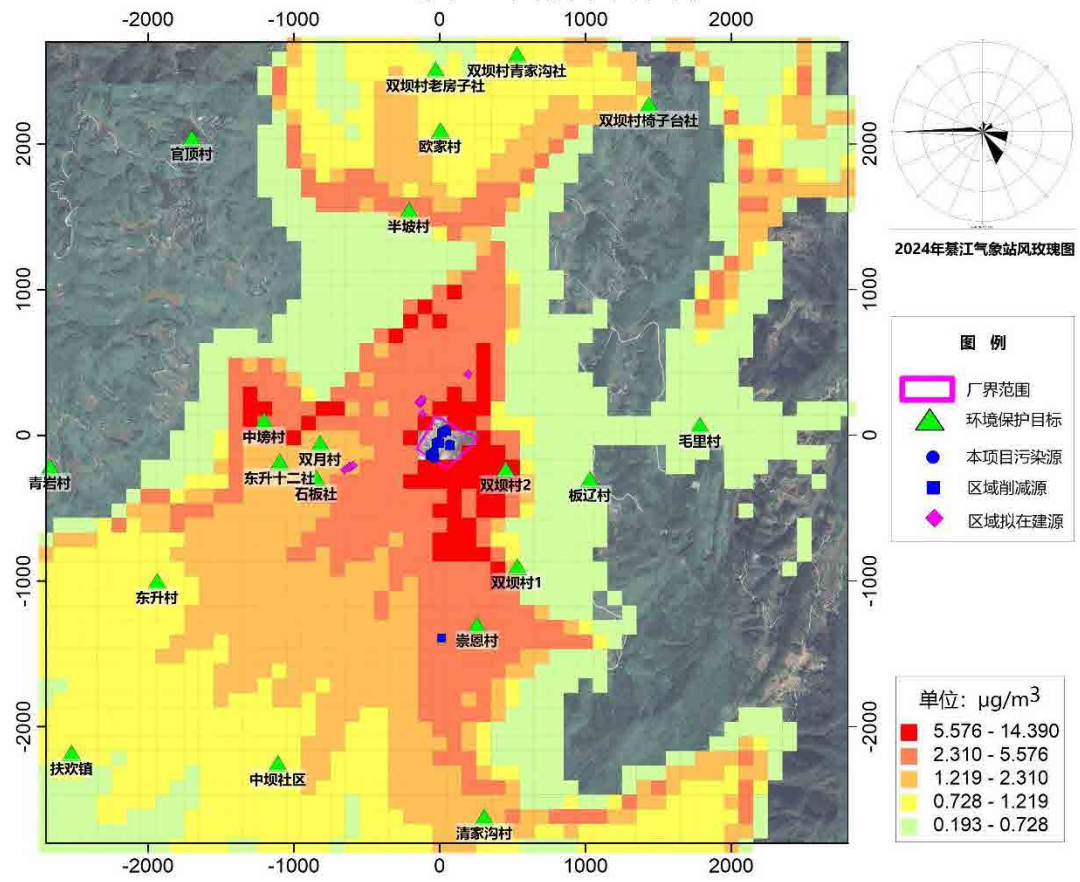 -2000
-1000
0
1000
2000
双坝村青家沟社
双坝村老房子社
双坝村椅子台社
2000
2000
欧家村
官顶村
半坡村
2024年綦江气象站风玫瑰图
1000
1000
图 例
厂界范围
环境保护目标
本项目污染源
区域削减源
区域拟在建源
0
0
中塝村
毛里村
双月村
青岩村
东升十二社
石板社
双坝村2
板辽村
双坝村1
-1000
-1000
东升村
崇恩村
单位：μg/m³
5.576 - 14.390
2.310 - 5.576
1.219 - 2.310
0.728 - 1.219
0.193 - 0.728
-2000
-2000
扶欢镇
中坝社区
清家沟村
-2000
-1000
0
1000
2000